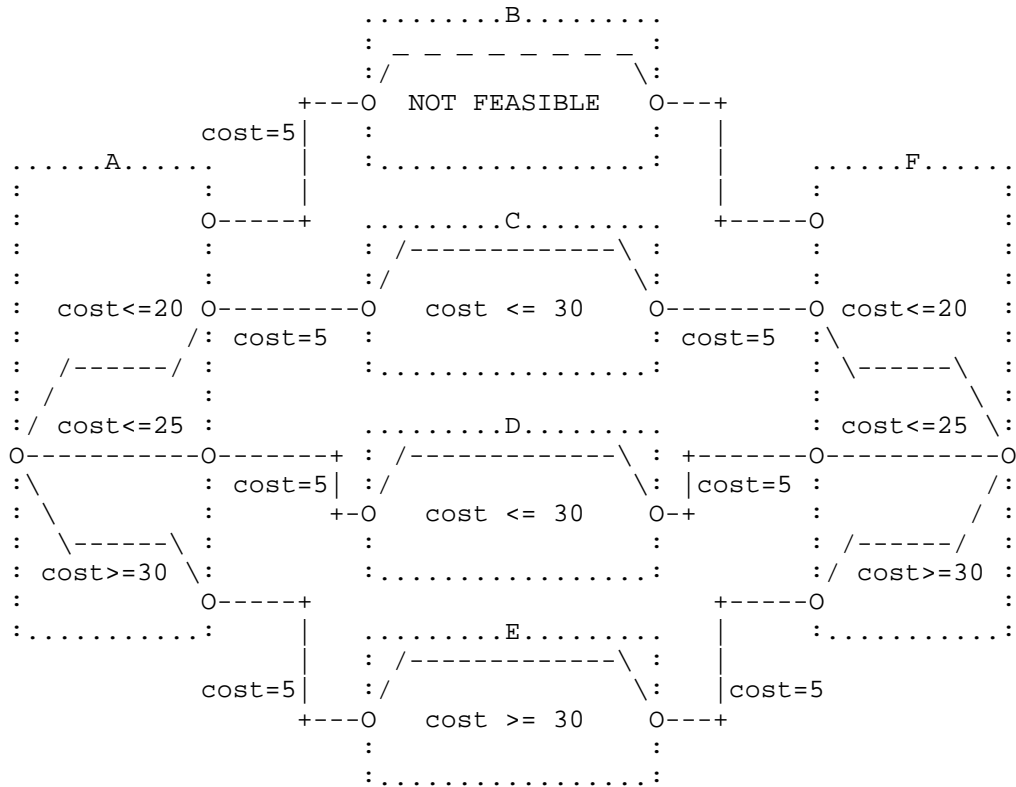 B
NOT FEASIBLE
cost=5
A
F
C
cost<=20
cost <= 30
cost<=20
cost=5
cost=5
cost<=25
D
cost<=25
cost=5
cost=5
cost <= 30
cost>=30
cost>=30
E
cost=5
cost=5
cost >= 30